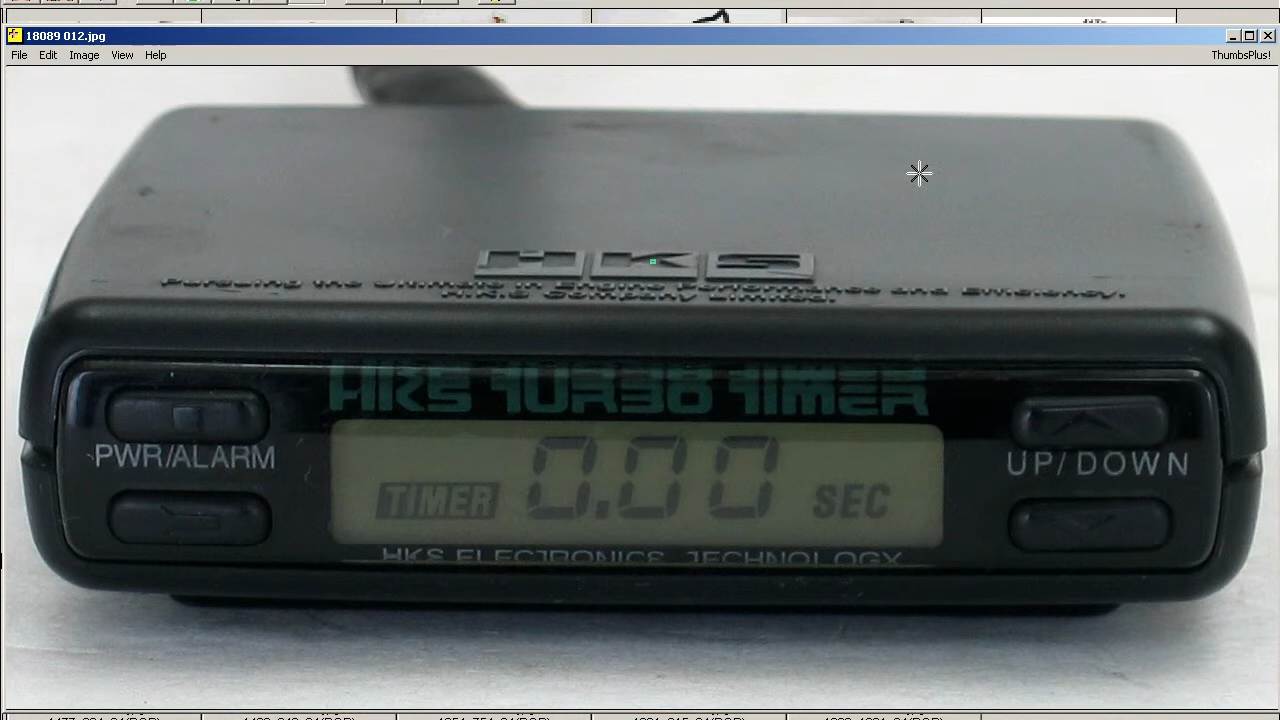 18089 012.jpg
File Edit Image View Help ThumbsPlus!
HKS
Pursuing the Ultimate in Engine Performance and Efficiency.
H.K.S Company Limited.
HKS TURBO TIMER
PWR/ALARM
UP/DOWN
TIMER 0.00 SEC
HKS ELECTRONICS TECHNOLOGY